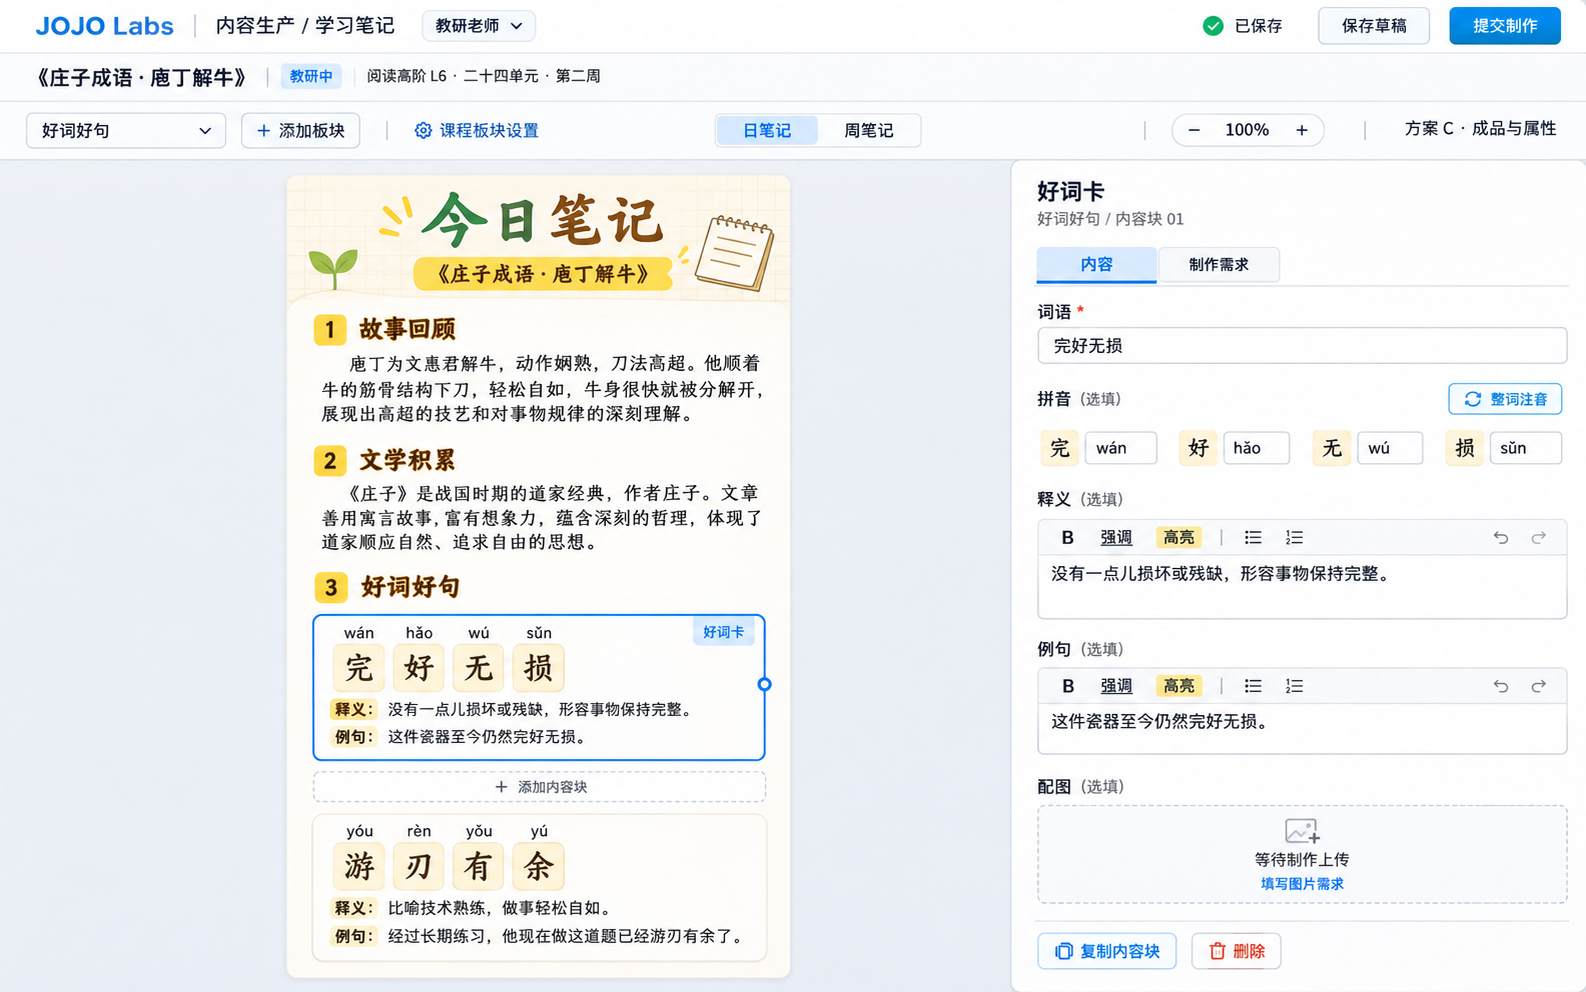 JOJO Labs
内容生产 / 学习笔记
教研老师
已保存
保存草稿
提交制作
《庄子成语 · 庖丁解牛》
教研中
阅读高阶 L6 · 二十四单元 · 第二周
好词好句
+ 添加板块
课程板块设置
日笔记
周笔记
− 100% +
方案 C · 成品与属性
今日笔记
《庄子成语 · 庖丁解牛》
1 故事回顾
庖丁为文惠君解牛，动作娴熟，刀法高超。他顺着
牛的筋骨结构下刀，轻松自如，牛身很快就被分解开，
展现出高超的技艺和对事物规律的深刻理解。
2 文学积累
《庄子》是战国时期的道家经典，作者庄子。文章
善用寓言故事，富有想象力，蕴含深刻的哲理，体现了
道家顺应自然、追求自由的思想。
3 好词好句
wán hǎo wú sǔn
好词卡
完 好 无 损
释义： 没有一点儿损坏或残缺，形容事物保持完整。
例句： 这件瓷器至今仍然完好无损。
+ 添加内容块
yóu rèn yǒu yú
游 刃 有 余
释义： 比喻技术熟练，做事轻松自如。
例句： 经过长期练习，他现在做这道题已经游刃有余了。
好词卡
好词好句 / 内容块 01
内容
制作需求
词语 *
完好无损
拼音（选填）
整词注音
完 wán 好 hǎo 无 wú 损 sǔn
释义（选填）
B 强调 高亮
没有一点儿损坏或残缺，形容事物保持完整。
例句（选填）
B 强调 高亮
这件瓷器至今仍然完好无损。
配图（选填）
等待制作上传
填写图片需求
复制内容块
删除